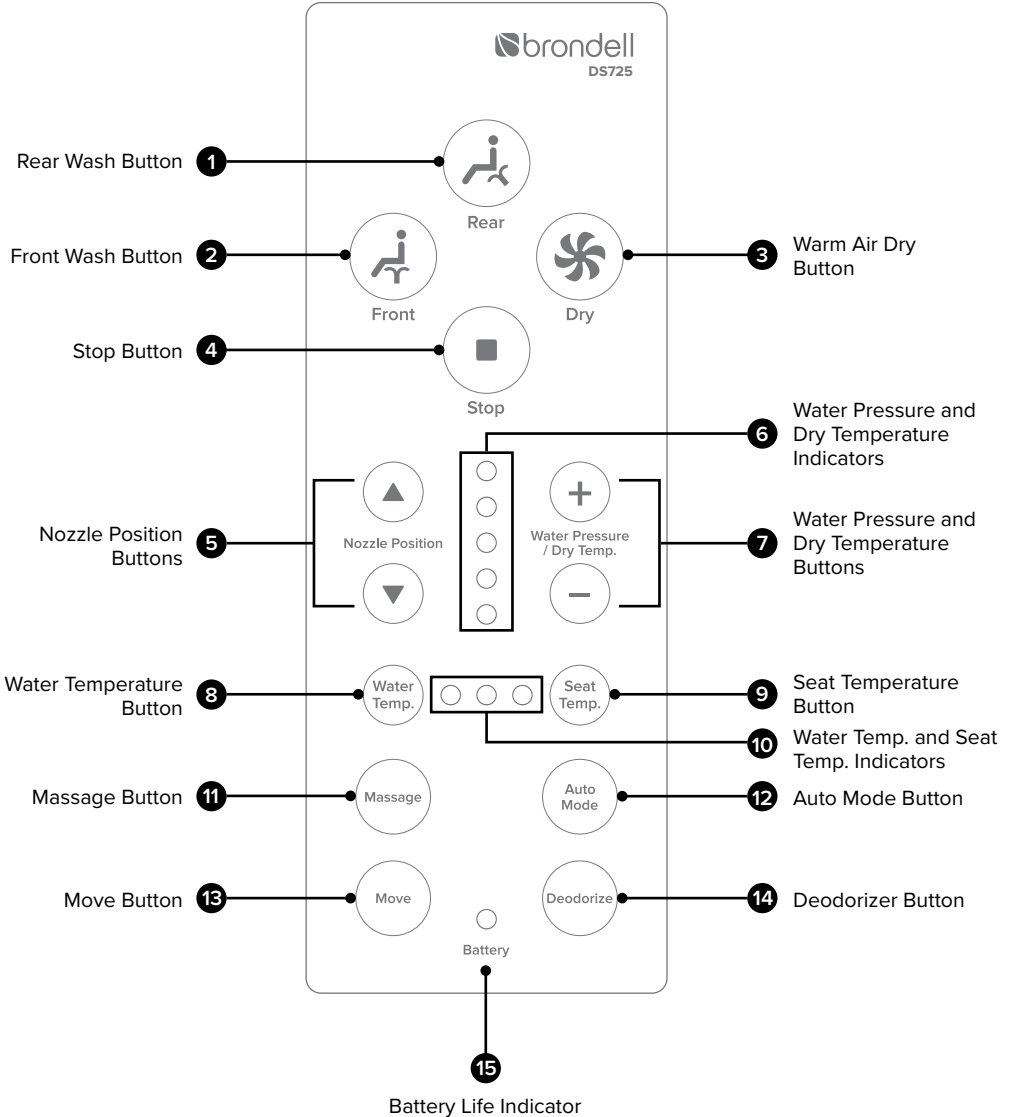 brondell
DS725
Rear Wash Button 1
Rear
Front Wash Button 2
Front
3 Warm Air Dry
Button
Dry
Stop Button 4
Stop
6 Water Pressure and
Dry Temperature
Indicators
Nozzle Position
Buttons
5
Nozzle Position
Water Pressure
/ Dry Temp.
7 Water Pressure and
Dry Temperature
Buttons
Water Temperature
Button
8
Water
Temp.
Seat
Temp.
9 Seat Temperature
Button
10 Water Temp. and Seat
Temp. Indicators
Massage Button 11
Massage
Auto
Mode
12 Auto Mode Button
Move Button 13
Move
Deodorize
14 Deodorizer Button
Battery
15
Battery Life Indicator